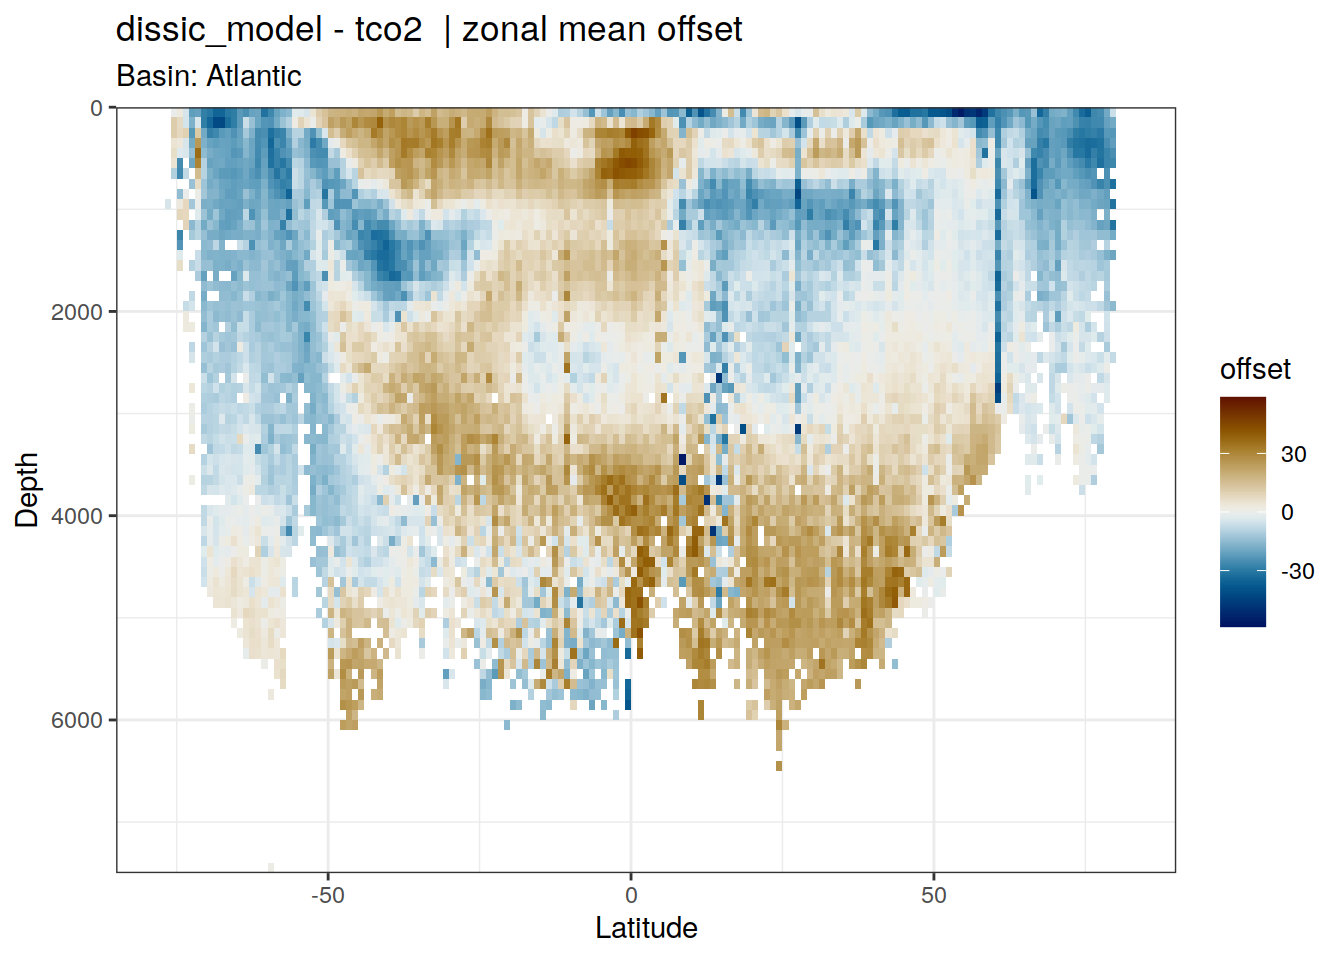 dissic_model - tco2  | zonal mean offset
Basin: Atlantic
0
2000
4000
6000
Depth
-50
0
50
Latitude
offset
30
0
-30